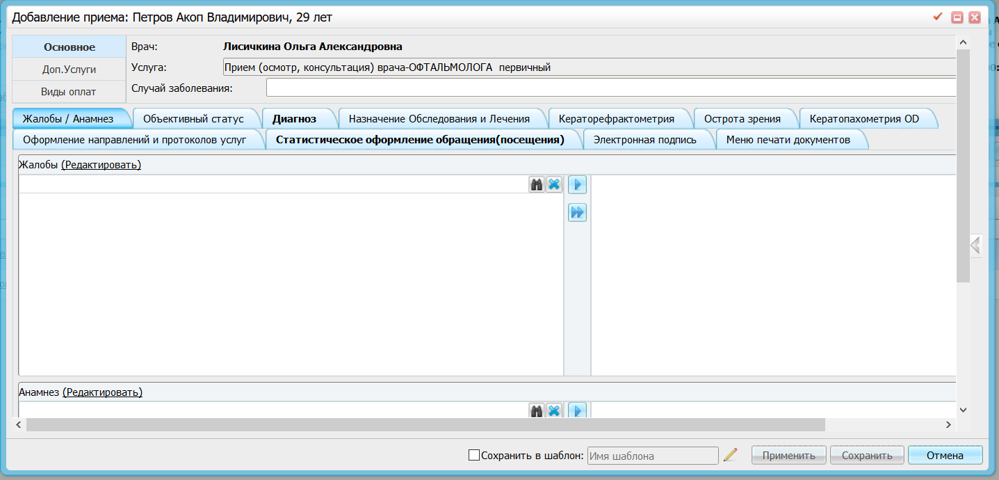 Добавление приема: Петров Акоп Владимирович, 29 лет
Основное
Доп.Услуги
Виды оплат
Врач: Лисичкина Ольга Александровна
Услуга: Прием (осмотр, консультация) врача-ОФТАЛЬМОЛОГА первичный
Случай заболевания:
Жалобы / Анамнез Объективный статус Диагноз Назначение Обследования и Лечения Кераторефрактометрия Острота зрения Кератопахометрия OD
Оформление направлений и протоколов услуг Статистическое оформление обращения(посещения) Электронная подпись Меню печати документов
Жалобы (Редактировать)
Анамнез (Редактировать)
Сохранить в шаблон: Имя шаблона Применить Сохранить Отмена